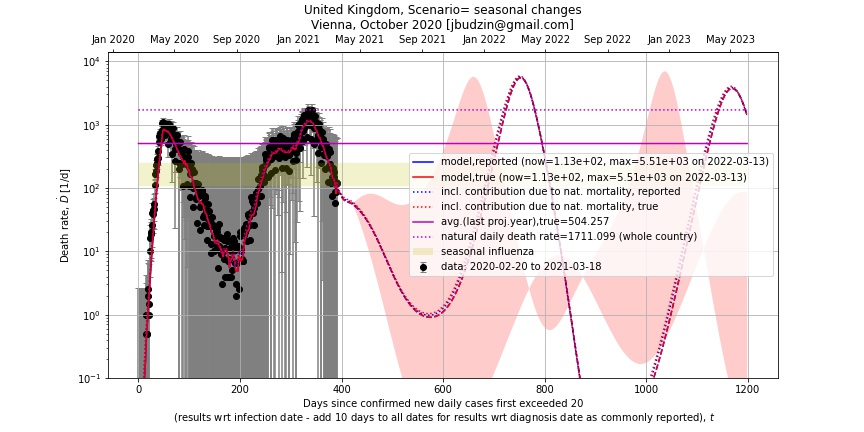 United Kingdom, Scenario= seasonal changes
Vienna, October 2020 [jbudzin@gmail.com]
Jan 2020 May 2020 Sep 2020 Jan 2021 May 2021 Sep 2021 Jan 2022 May 2022 Sep 2022 Jan 2023 May 2023
10⁴
10³
10²
10¹
10⁰
10⁻¹
Death rate, Ḋ [1/d]
model,reported (now=1.13e+02, max=5.51e+03 on 2022-03-13)
model,true (now=1.13e+02, max=5.51e+03 on 2022-03-13)
incl. contribution due to nat. mortality, reported
incl. contribution due to nat. mortality, true
avg.(last proj.year),true=504.257
natural daily death rate=1711.099 (whole country)
seasonal influenza
data: 2020-02-20 to 2021-03-18
0 200 400 600 800 1000 1200
Days since confirmed new daily cases first exceeded 20
(results wrt infection date - add 10 days to all dates for results wrt diagnosis date as commonly reported), t